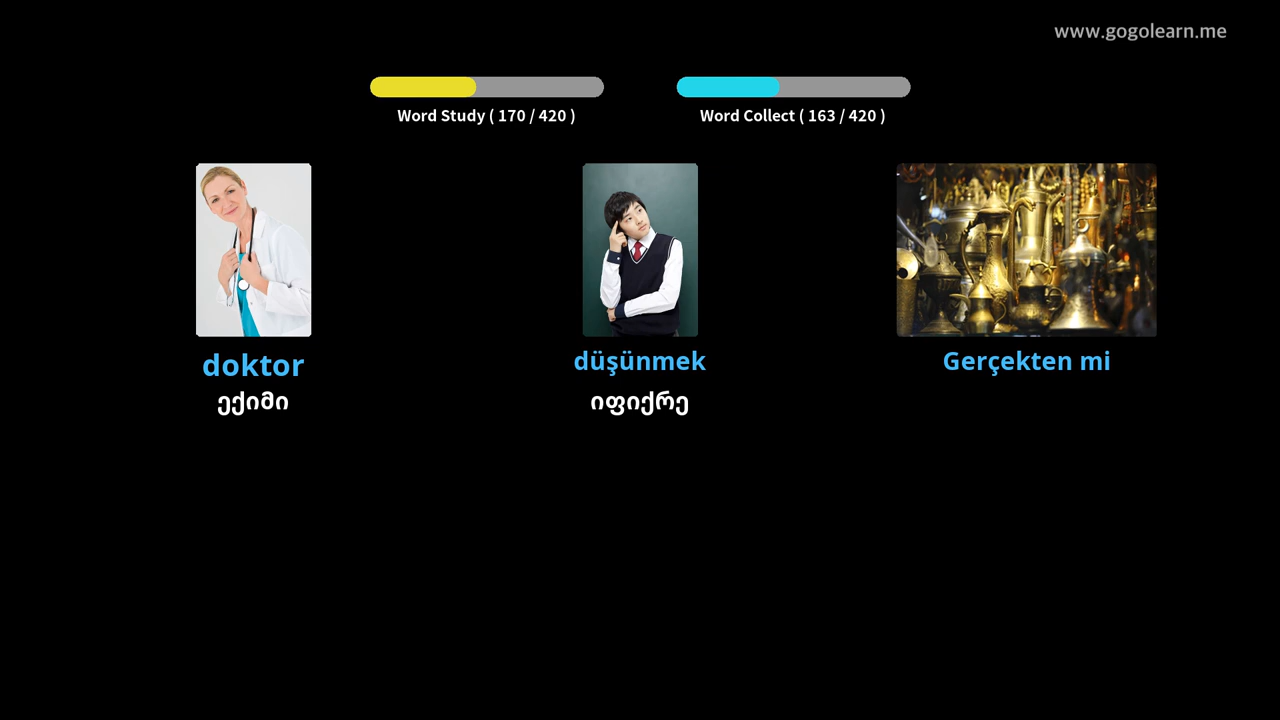 www.gogolearn.me
Word Study ( 170 / 420 )
Word Collect ( 163 / 420 )
doktor
ექიმი
düşünmek
იფიქრე
Gerçekten mi